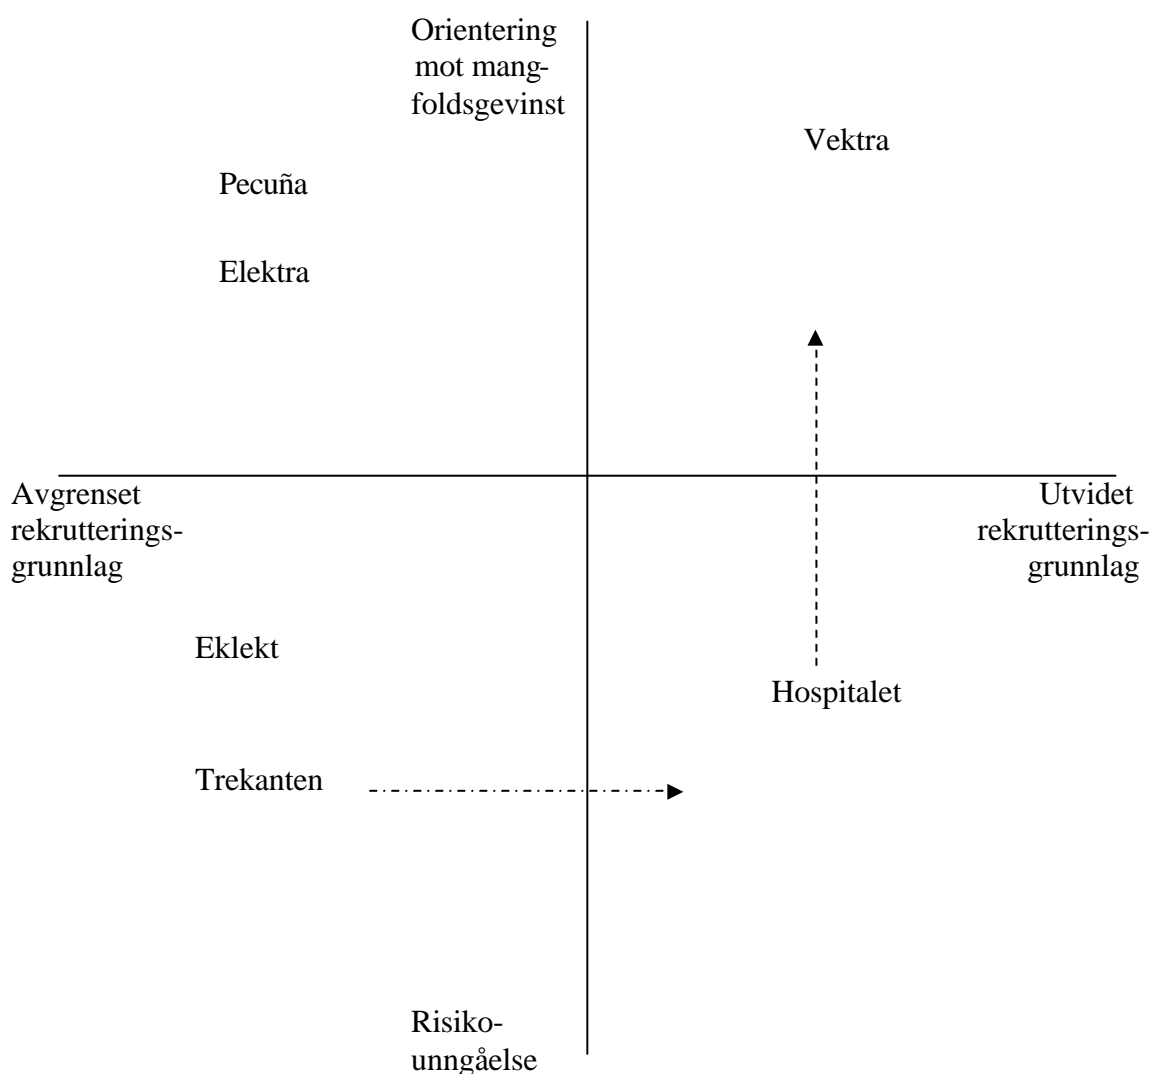 Orientering
mot mang-
foldsgevinst
Vektra
Pecuña
Elektra
Avgrenset
rekrutterings-
grunnlag
Utvidet
rekrutterings-
grunnlag
Eklekt
Hospitalet
Trekanten
Risiko-
unngåelse